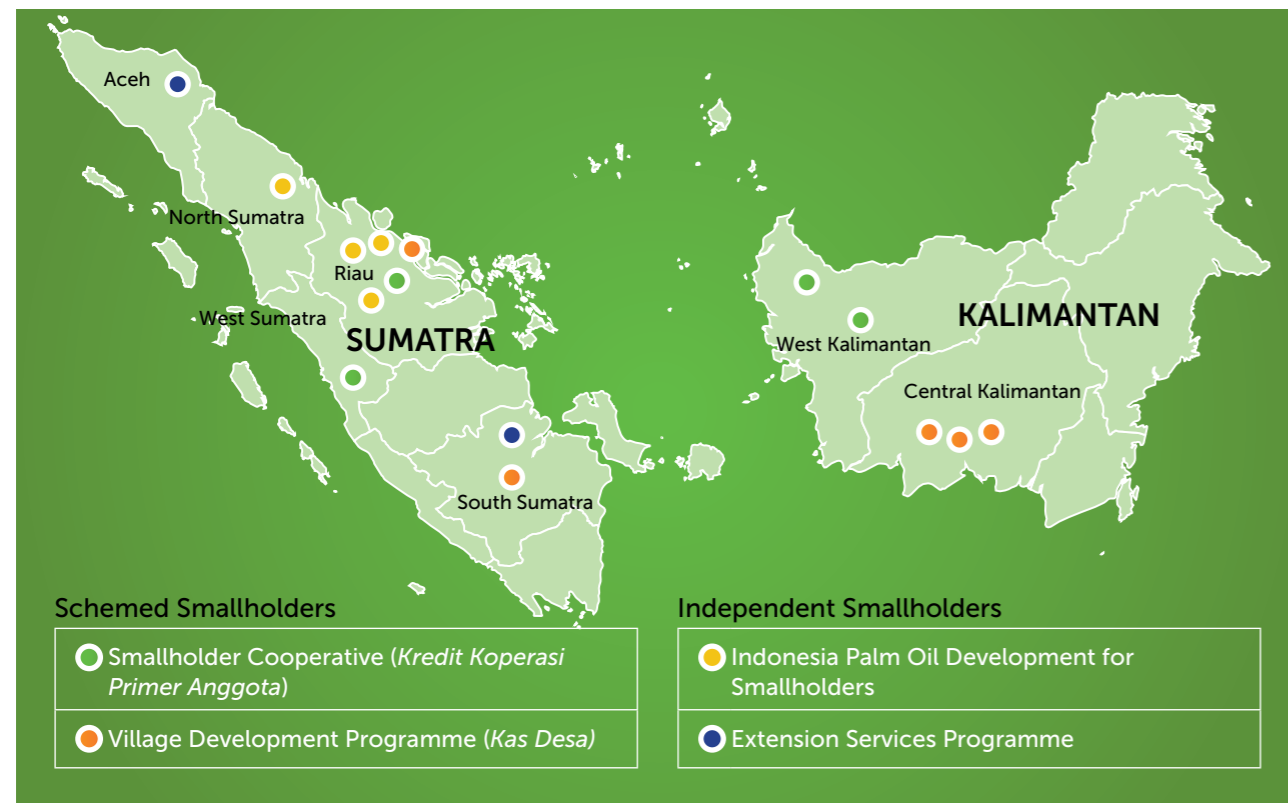 Aceh
North Sumatra
Riau
West Sumatra
SUMATRA
South Sumatra
KALIMANTAN
West Kalimantan
Central Kalimantan
Schemed Smallholders
Smallholder Cooperative (Kredit Koperasi
Primer Anggota)
Village Development Programme (Kas Desa)
Independent Smallholders
Indonesia Palm Oil Development for
Smallholders
Extension Services Programme